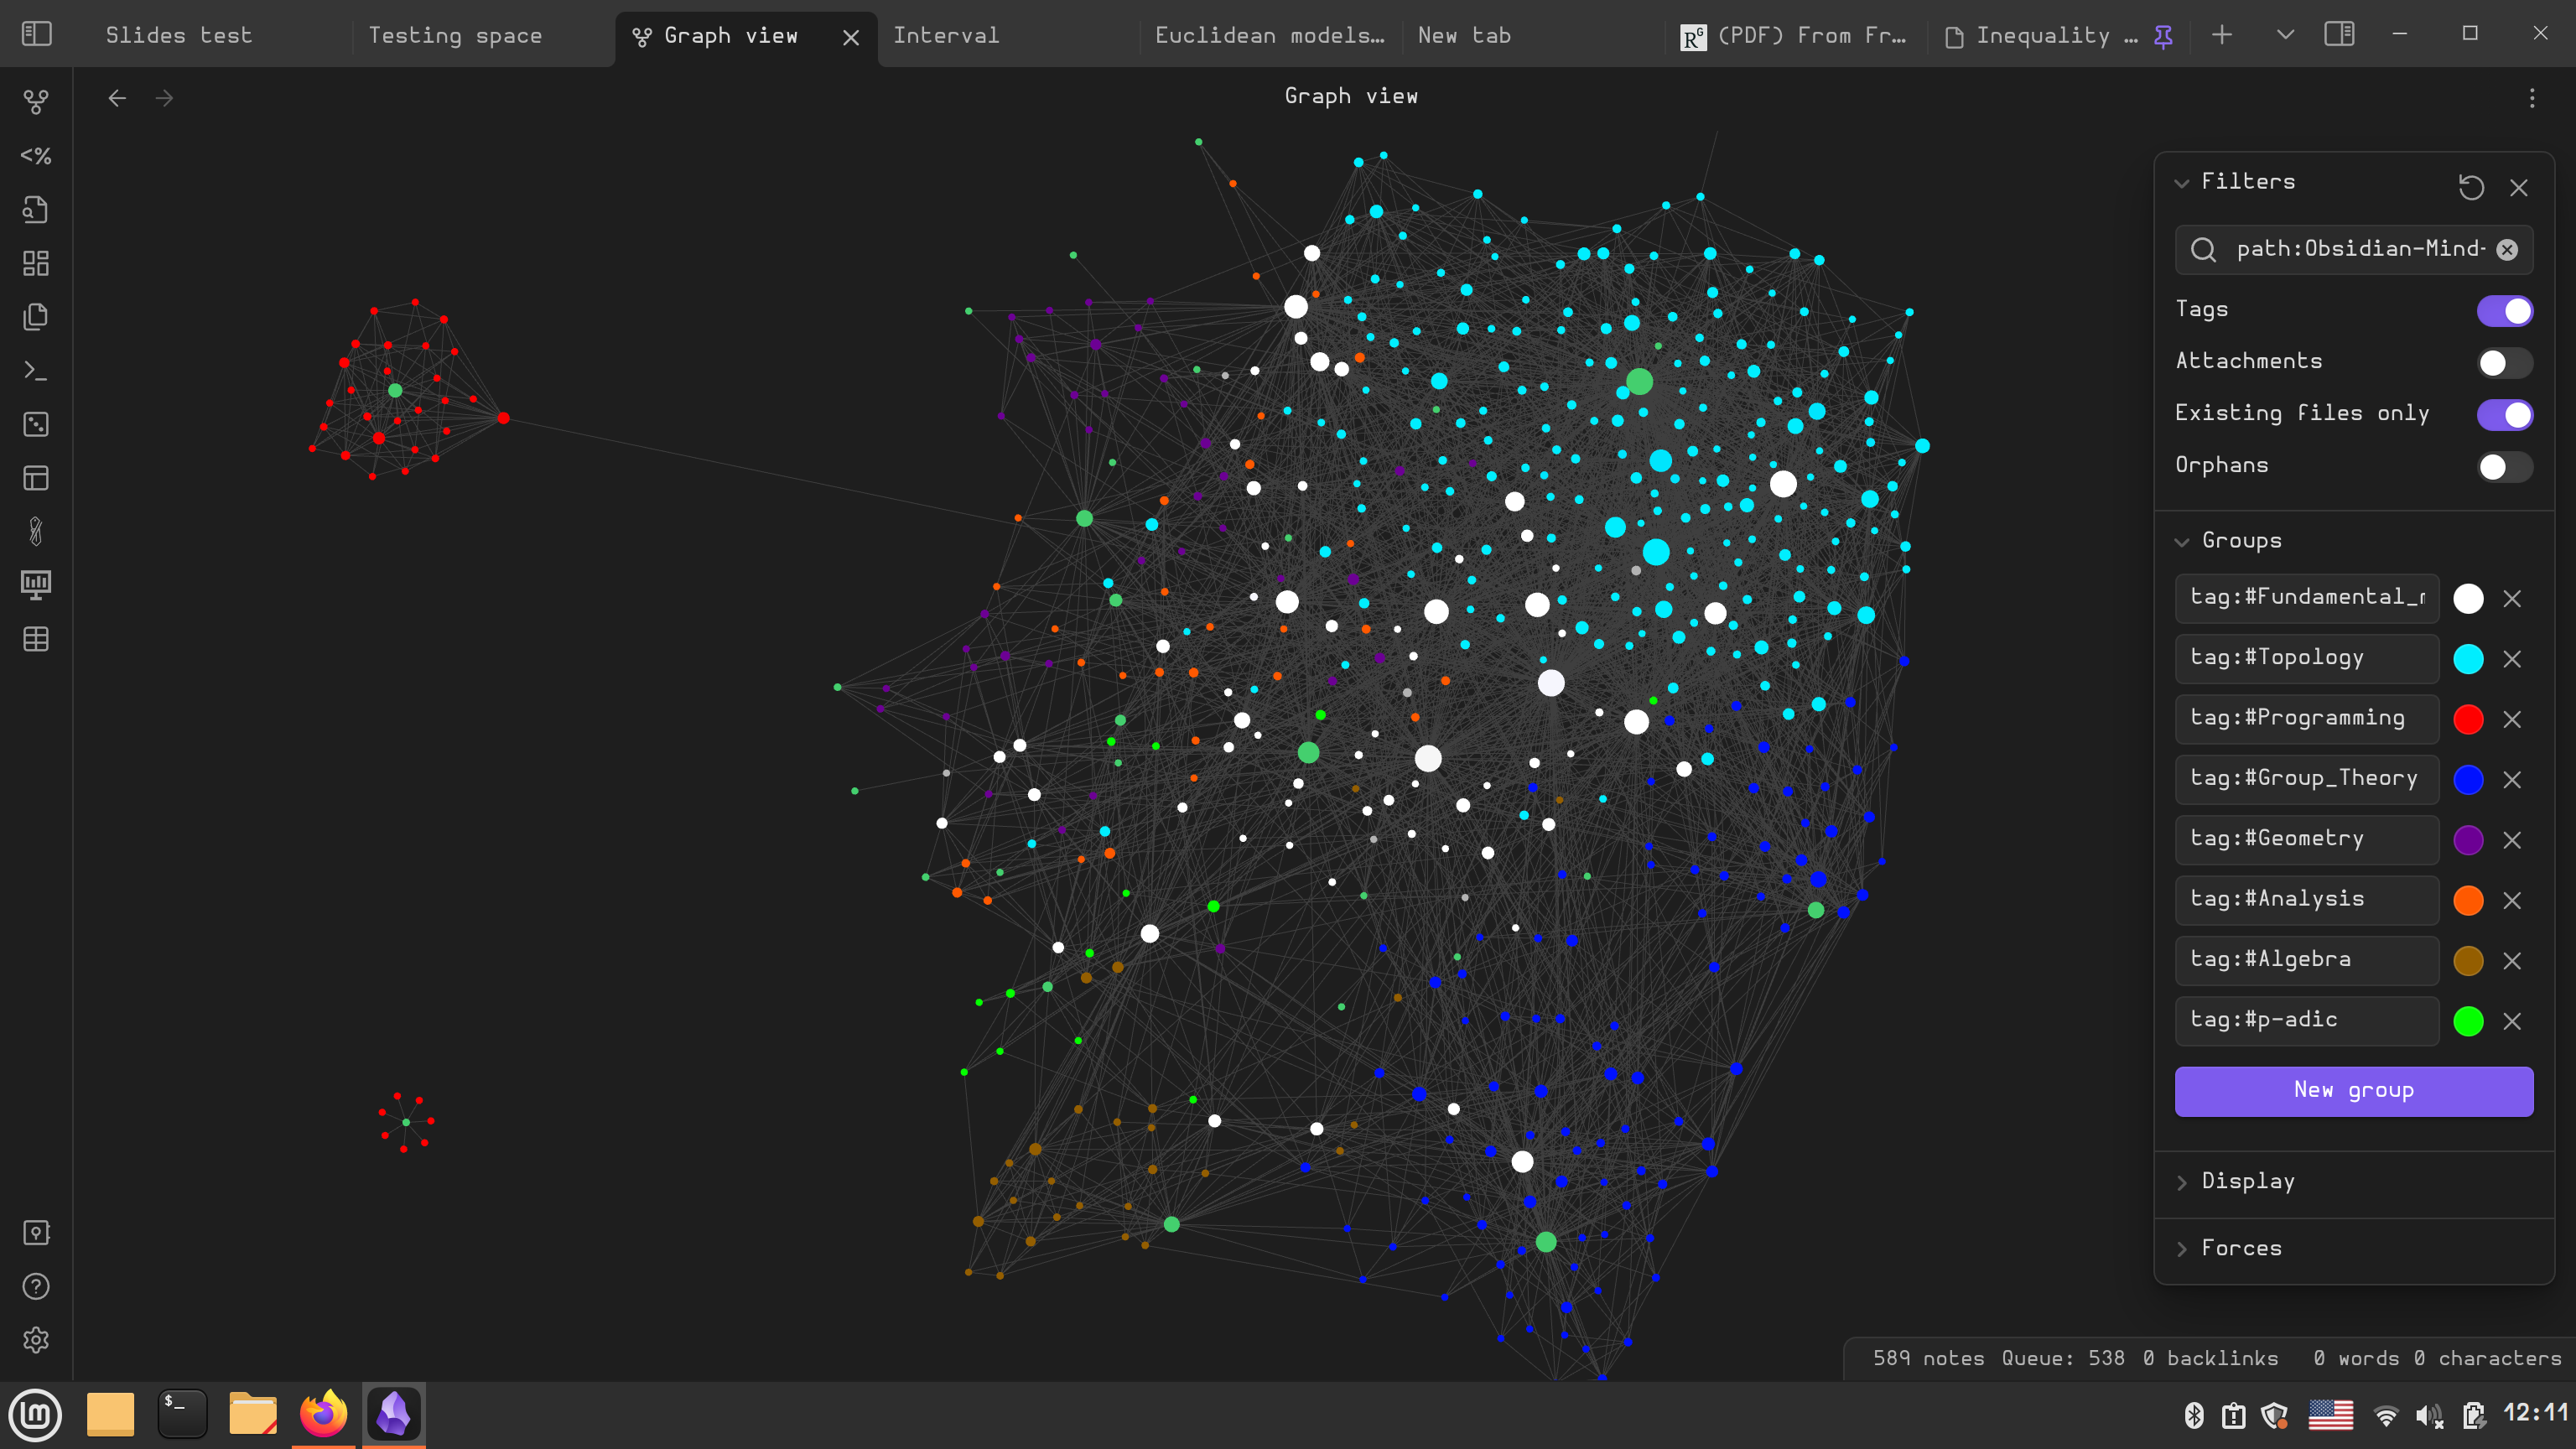 Slides test
Testing space
Graph view
Interval
Euclidean models…
New tab
(PDF) From Fr…
Inequality …
Graph view
<%
Filters
path:Obsidian-Mind-
Tags
Attachments
Existing files only
Orphans
Groups
tag:#Fundamental_
tag:#Topology
tag:#Programming
tag:#Group_Theory
tag:#Geometry
tag:#Analysis
tag:#Algebra
tag:#p-adic
New group
Display
Forces
589 notes Queue: 538 0 backlinks 0 words 0 characters
$_
12:11